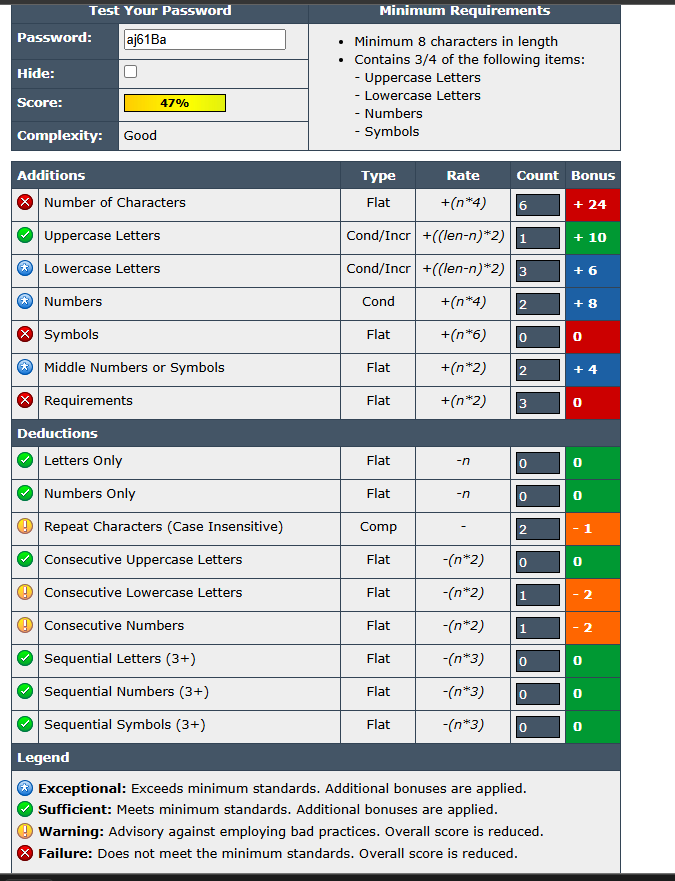 Test Your Password Minimum Requirements
Password: aj61Ba
Hide:
Score: 47%
Complexity: Good
• Minimum 8 characters in length
• Contains 3/4 of the following items:
- Uppercase Letters
- Lowercase Letters
- Numbers
- Symbols
Additions Type Rate Count Bonus
Number of Characters Flat +(n*4) 6 + 24
Uppercase Letters Cond/Incr +((len-n)*2) 1 + 10
Lowercase Letters Cond/Incr +((len-n)*2) 3 + 6
Numbers Cond +(n*4) 2 + 8
Symbols Flat +(n*6) 0 0
Middle Numbers or Symbols Flat +(n*2) 2 + 4
Requirements Flat +(n*2) 3 0
Deductions
Letters Only Flat -n 0 0
Numbers Only Flat -n 0 0
Repeat Characters (Case Insensitive) Comp - 2 - 1
Consecutive Uppercase Letters Flat -(n*2) 0 0
Consecutive Lowercase Letters Flat -(n*2) 1 - 2
Consecutive Numbers Flat -(n*2) 1 - 2
Sequential Letters (3+) Flat -(n*3) 0 0
Sequential Numbers (3+) Flat -(n*3) 0 0
Sequential Symbols (3+) Flat -(n*3) 0 0
Legend
Exceptional: Exceeds minimum standards. Additional bonuses are applied.
Sufficient: Meets minimum standards. Additional bonuses are applied.
Warning: Advisory against employing bad practices. Overall score is reduced.
Failure: Does not meet the minimum standards. Overall score is reduced.